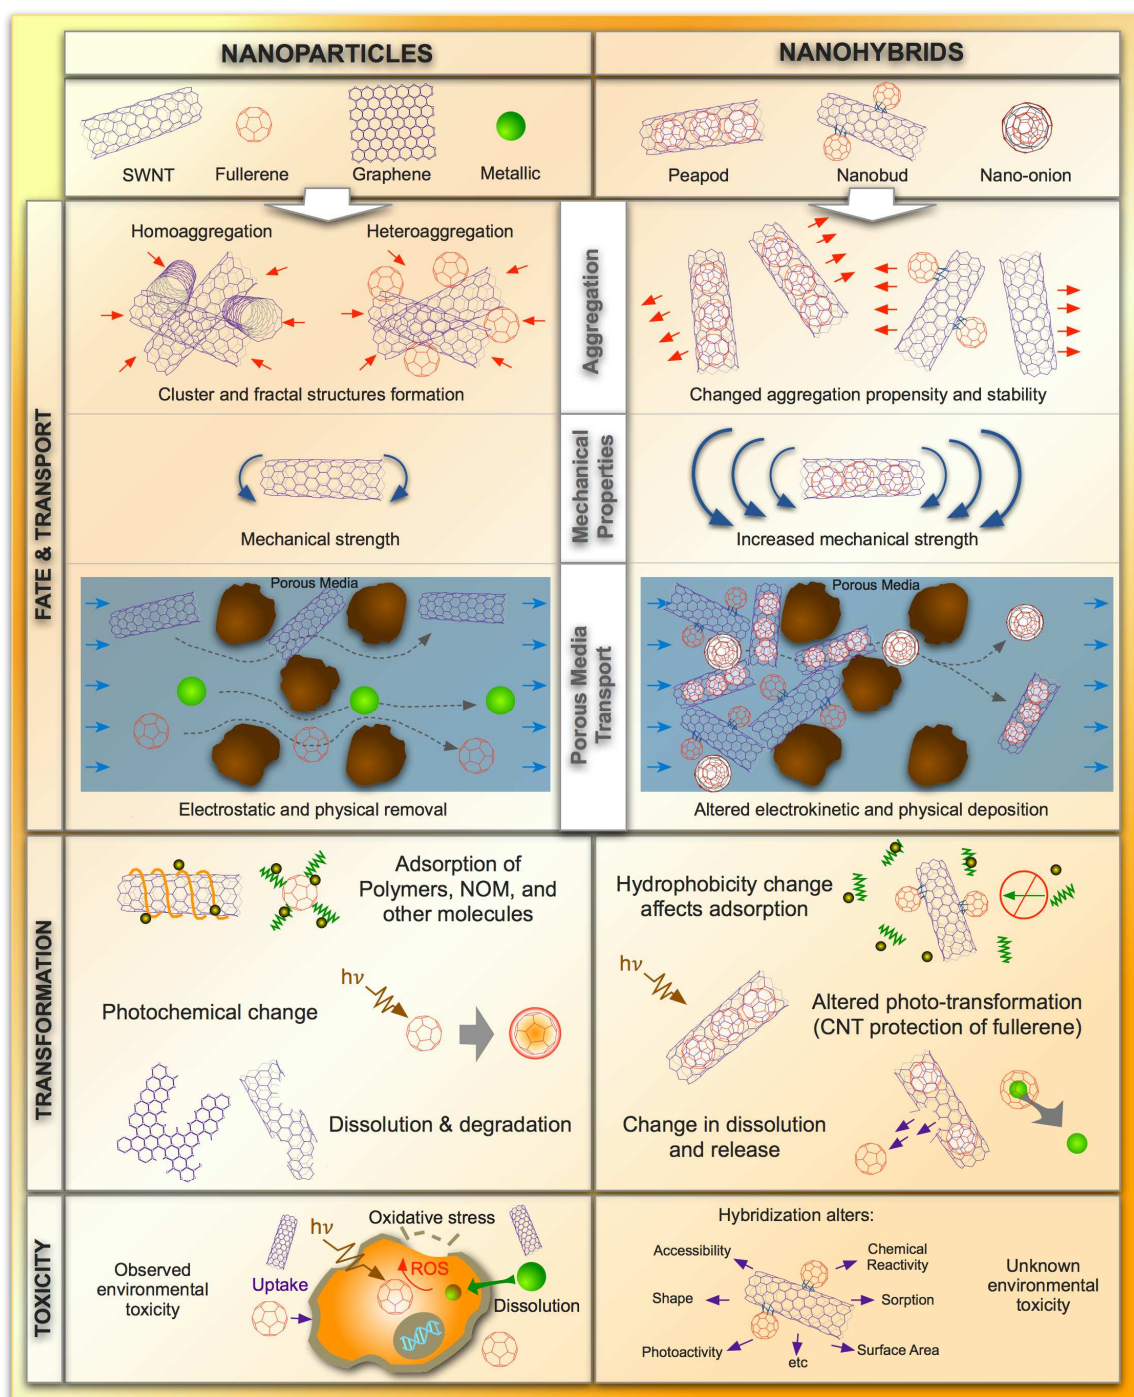 NANOPARTICLES
NANOHYBRIDS
SWNT
Fullerene
Graphene
Metallic
Peapod
Nanobud
Nano-onion
FATE & TRANSPORT
Homoaggregation
Heteroaggregation
Cluster and fractal structures formation
Aggregation
Changed aggregation propensity and stability
Mechanical strength
Mechanical
Properties
Increased mechanical strength
Porous Media
Electrostatic and physical removal
Porous Media
Transport
Porous Media
Altered electrokinetic and physical deposition
TRANSFORMATION
Adsorption of
Polymers, NOM, and
other molecules
hν
Photochemical change
Dissolution & degradation
Hydrophobicity change
affects adsorption
hν
Altered photo-transformation
(CNT protection of fullerene)
Change in dissolution
and release
TOXICITY
Observed
environmental
toxicity
Oxidative stress
hν
ROS
Uptake
Dissolution
Hybridization alters:
Accessibility
Chemical
Reactivity
Shape
Sorption
Photoactivity
etc
Surface Area
Unknown
environmental
toxicity